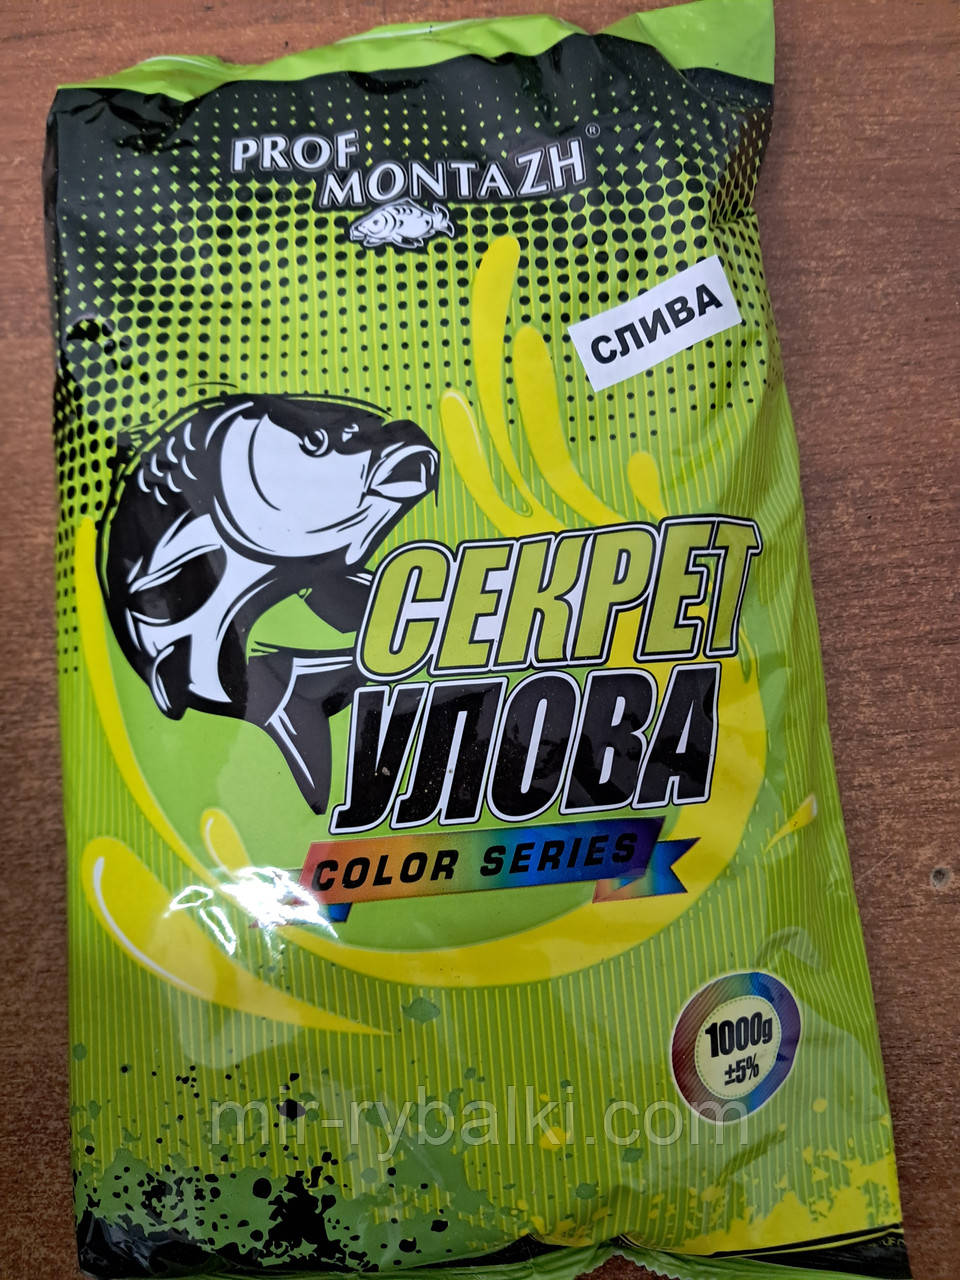 PROF
MONTAZH®
СЛИВА
СЕКРЕТ
УЛОВА
COLOR SERIES
1000g
±5%
mir-rybalki.com